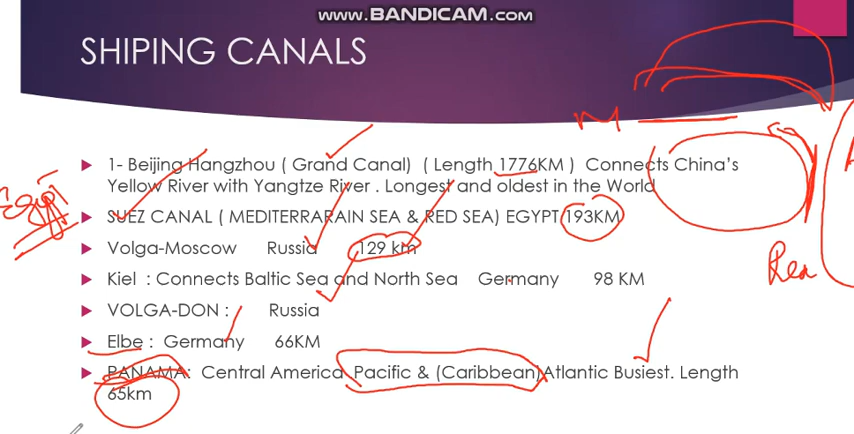 www.BANDICAM.com
SHIPING CANALS
1- Beijing Hangzhou ( Grand Canal) ( Length 1776KM ) Connects China's
Yellow River with Yangtze River . Longest and oldest in the World
SUEZ CANAL ( MEDITERRARAIN SEA & RED SEA) EGYPT 193KM
Volga-Moscow Russia 129 km
Kiel : Connects Baltic Sea and North Sea Germany 98 KM
VOLGA-DON : Russia
Elbe : Germany 66KM
PANAMA: Central America Pacific & (Caribbean) Atlantic Busiest. Length
65km
M
Egypt